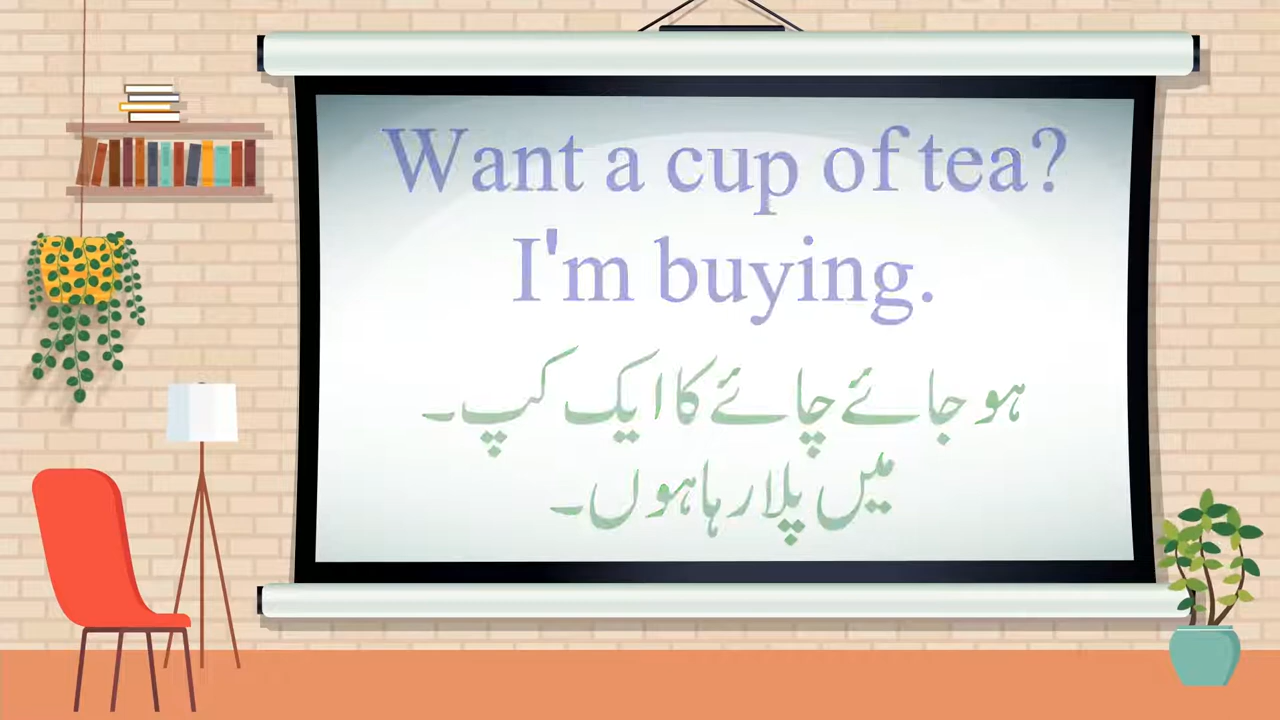 Want a cup of tea?
I'm buying.
ہو جائے چائے کا ایک کپ۔
میں پلا رہا ہوں۔